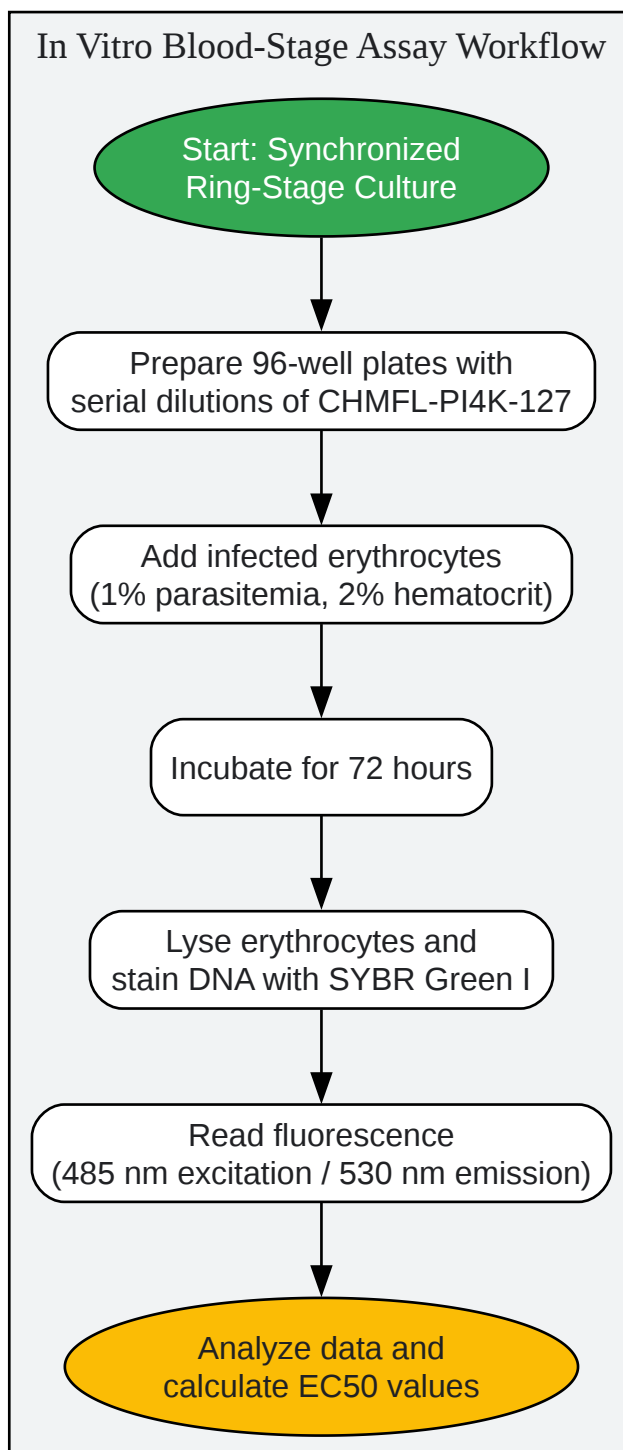 In Vitro Blood-Stage Assay Workflow
Start: Synchronized
Ring-Stage Culture
Prepare 96-well plates with
serial dilutions of CHMFL-PI4K-127
Add infected erythrocytes
(1% parasitemia, 2% hematocrit)
Incubate for 72 hours
Lyse erythrocytes and
stain DNA with SYBR Green I
Read fluorescence
(485 nm excitation / 530 nm emission)
Analyze data and
calculate EC50 values